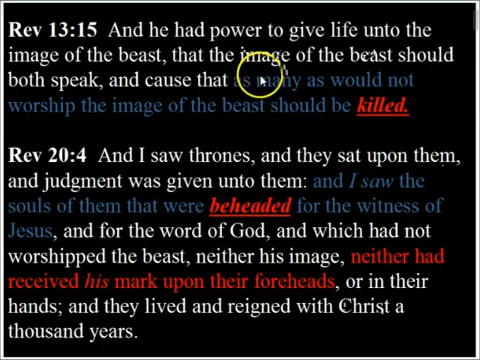 Rev 13:15 And he had power to give life unto the
image of the beast, that the image of the beast should
both speak, and cause that as many as would not
worship the image of the beast should be killed.
Rev 20:4 And I saw thrones, and they sat upon them,
and judgment was given unto them: and I saw the
souls of them that were beheaded for the witness of
Jesus, and for the word of God, and which had not
worshipped the beast, neither his image, neither had
received his mark upon their foreheads, or in their
hands; and they lived and reigned with Christ a
thousand years.